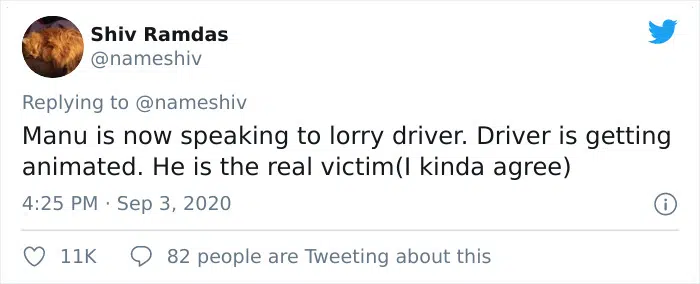 Shiv Ramdas
@nameshiv
Replying to @nameshiv
Manu is now speaking to lorry driver. Driver is getting
animated. He is the real victim(I kinda agree)
4:25 PM · Sep 3, 2020
11K 82 people are Tweeting about this